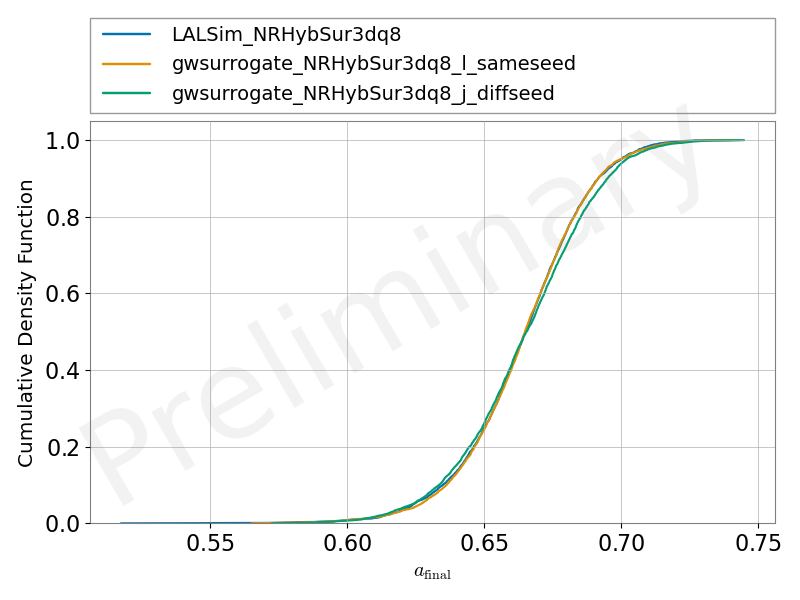 LALSim_NRHybSur3dq8
gwsurrogate_NRHybSur3dq8_l_sameseed
gwsurrogate_NRHybSur3dq8_j_diffseed
Preliminary
Cumulative Density Function
1.0
0.8
0.6
0.4
0.2
0.0
0.55 0.60 0.65 0.70 0.75
a_final